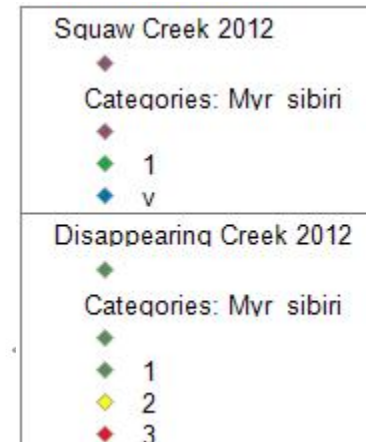 Squaw Creek 2012
Categories: Myr_sibiri
1
v
Disappearing Creek 2012
Categories: Myr_sibiri
1
2
3